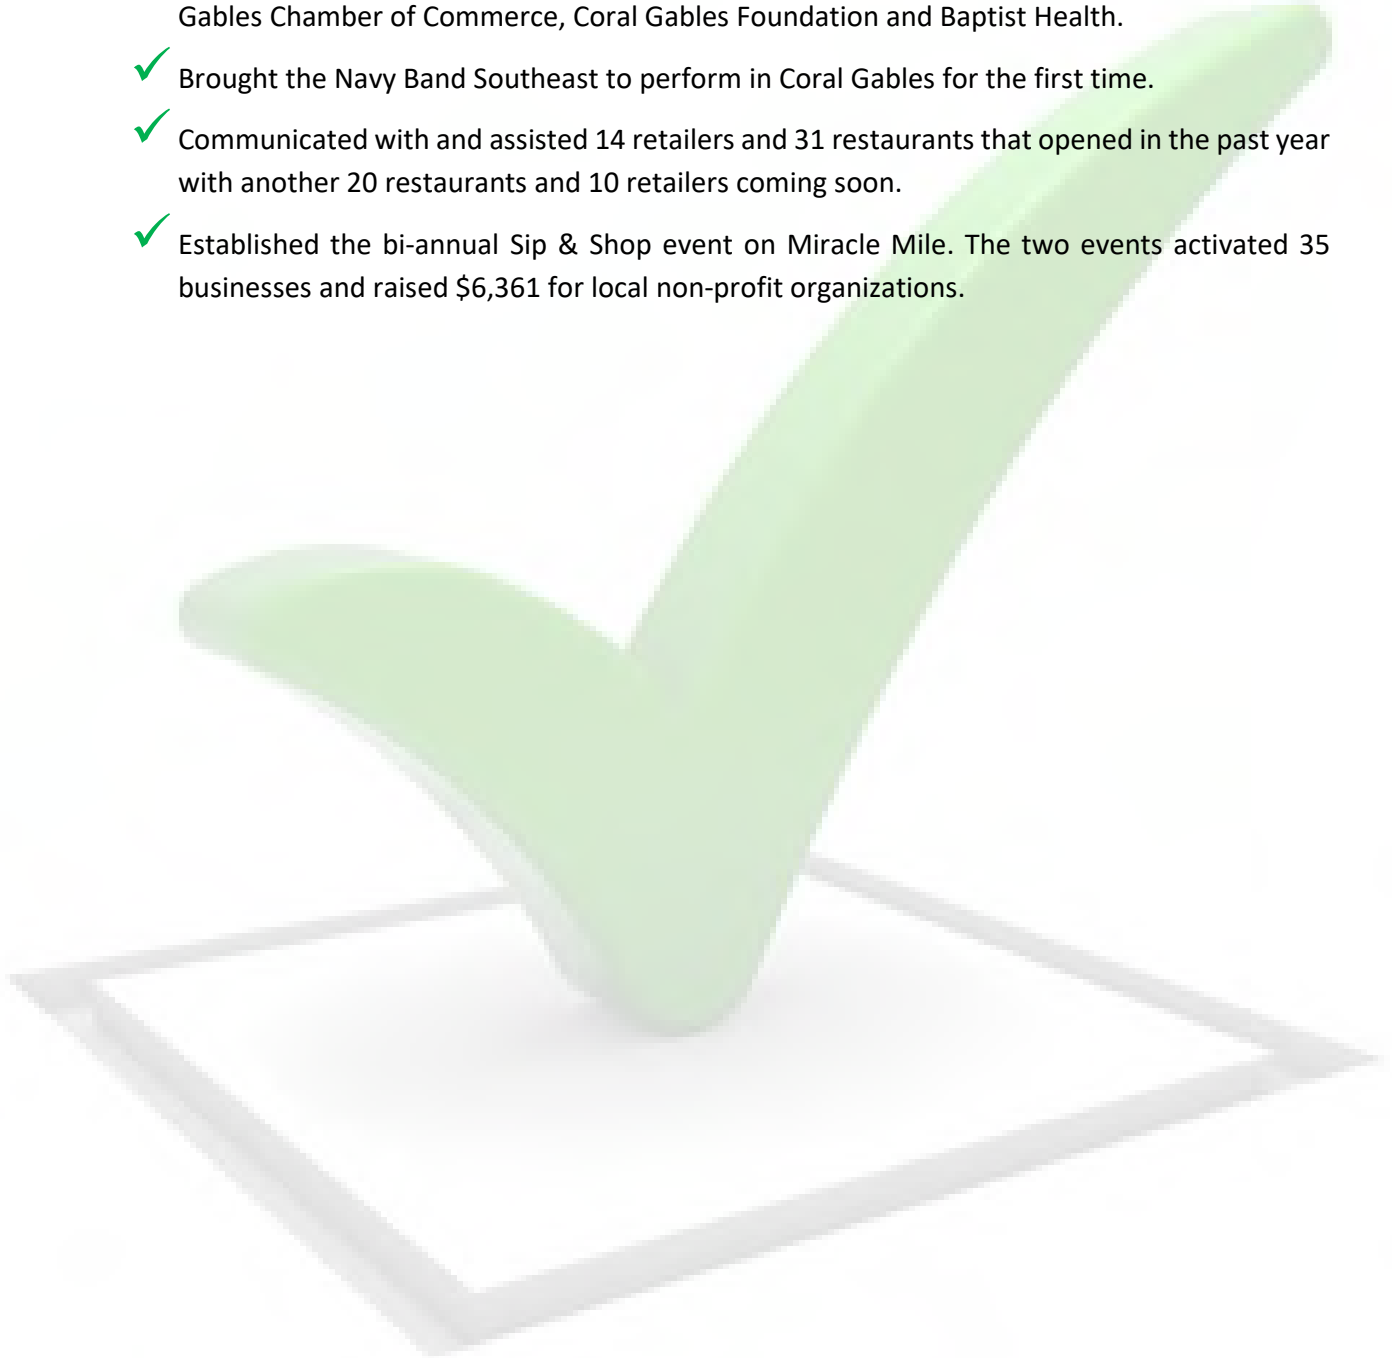 Gables Chamber of Commerce, Coral Gables Foundation and Baptist Health.
Brought the Navy Band Southeast to perform in Coral Gables for the first time.
Communicated with and assisted 14 retailers and 31 restaurants that opened in the past year
with another 20 restaurants and 10 retailers coming soon.
Established the bi-annual Sip & Shop event on Miracle Mile. The two events activated 35
businesses and raised $6,361 for local non-profit organizations.